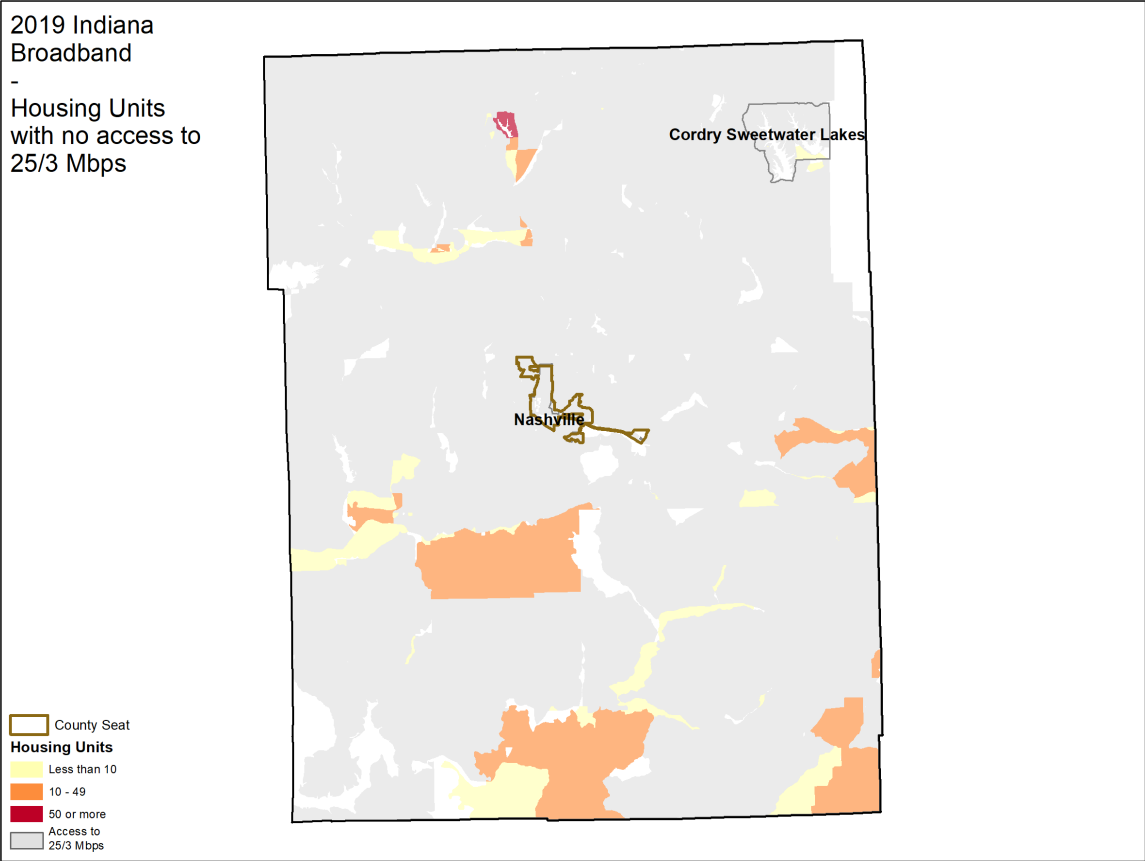 2019 Indiana
Broadband
-
Housing Units
with no access to
25/3 Mbps
Cordry Sweetwater Lakes
Nashville
County Seat
Housing Units
Less than 10
10 - 49
50 or more
Access to
25/3 Mbps